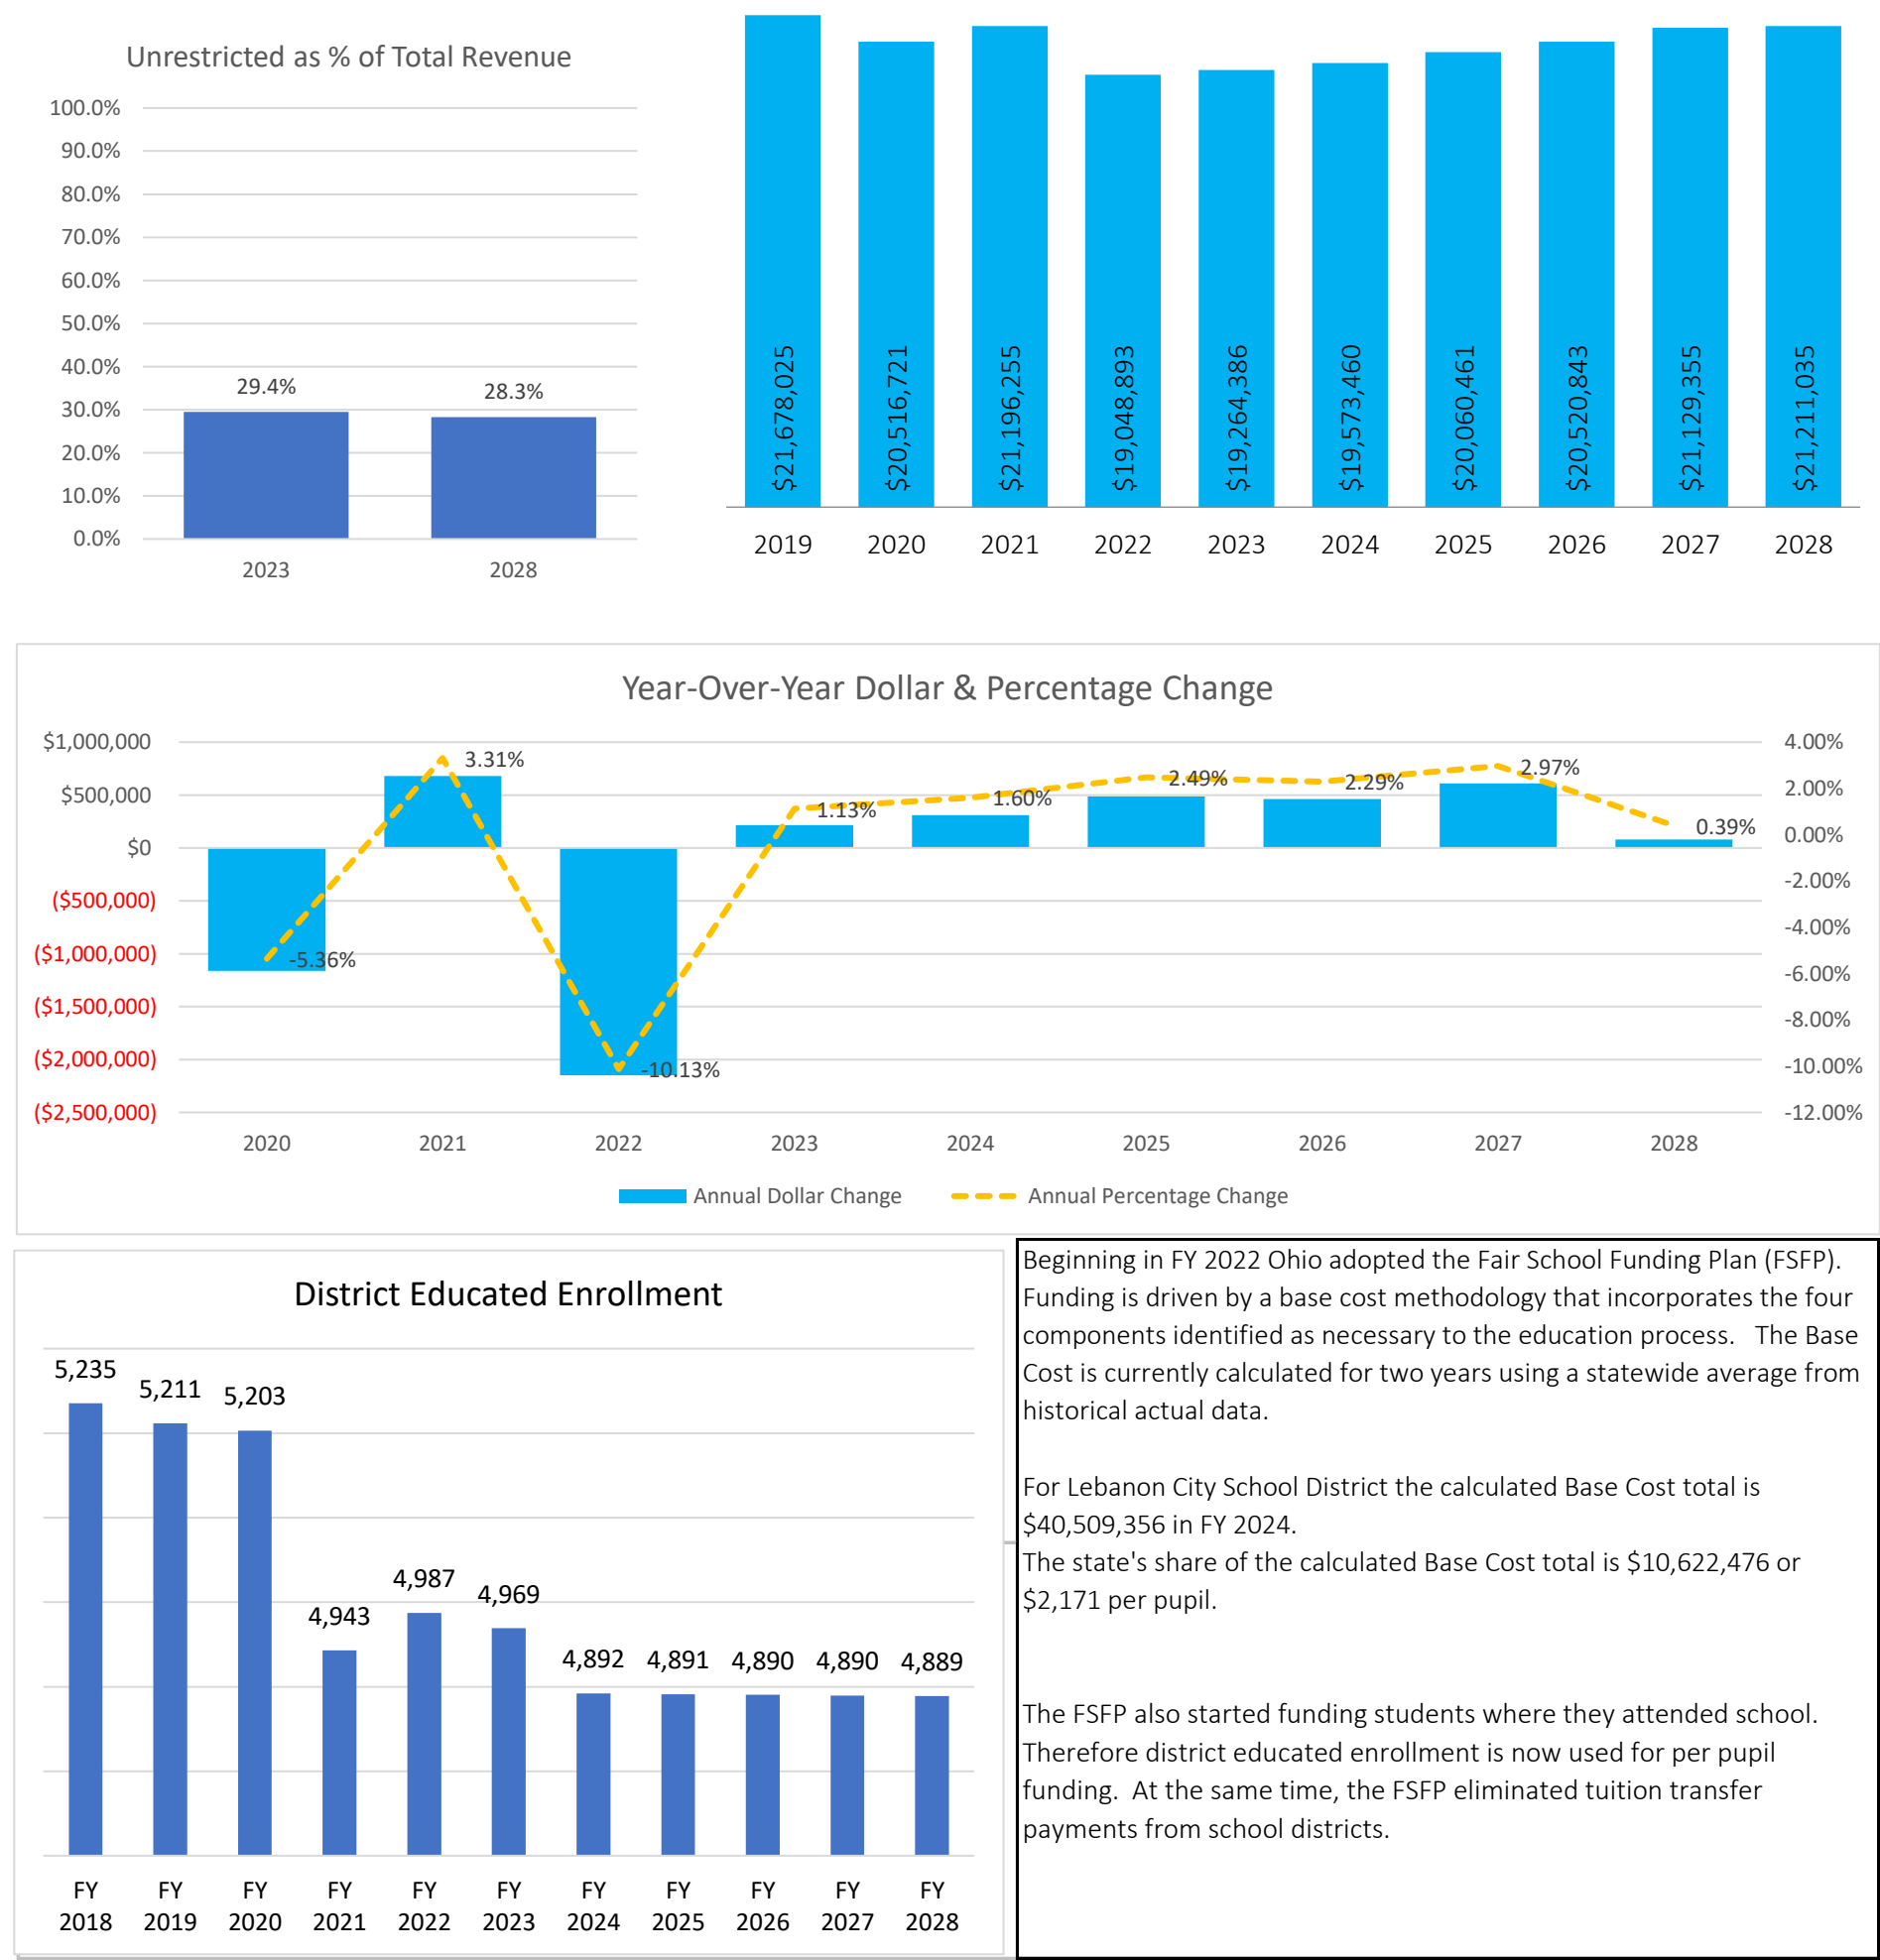 Unrestricted as % of Total Revenue
100.0%
90.0%
80.0%
70.0%
60.0%
50.0%
40.0%
30.0%
20.0%
10.0%
0.0%
29.4%
28.3%
2023
2028
$21,678,025
$20,516,721
$21,196,255
$19,048,893
$19,264,386
$19,573,460
$20,060,461
$20,520,843
$21,129,355
$21,211,035
2019 2020 2021 2022 2023 2024 2025 2026 2027 2028
Year-Over-Year Dollar & Percentage Change
$1,000,000
$500,000
$0
($500,000)
($1,000,000)
($1,500,000)
($2,000,000)
($2,500,000)
-5.36%
3.31%
-10.13%
1.13%
1.60%
2.49%
2.29%
2.97%
0.39%
4.00%
2.00%
0.00%
-2.00%
-4.00%
-6.00%
-8.00%
-10.00%
-12.00%
2020 2021 2022 2023 2024 2025 2026 2027 2028
Annual Dollar Change Annual Percentage Change
District Educated Enrollment
5,235
5,211
5,203
4,943
4,987
4,969
4,892
4,891
4,890
4,890
4,889
FY FY FY FY FY FY FY FY FY FY FY
2018 2019 2020 2021 2022 2023 2024 2025 2026 2027 2028
Beginning in FY 2022 Ohio adopted the Fair School Funding Plan (FSFP).
Funding is driven by a base cost methodology that incorporates the four
components identified as necessary to the education process.   The Base
Cost is currently calculated for two years using a statewide average from
historical actual data.
For Lebanon City School District the calculated Base Cost total is
$40,509,356 in FY 2024.
The state's share of the calculated Base Cost total is $10,622,476 or
$2,171 per pupil.
The FSFP also started funding students where they attended school.
Therefore district educated enrollment is now used for per pupil
funding.  At the same time, the FSFP eliminated tuition transfer
payments from school districts.